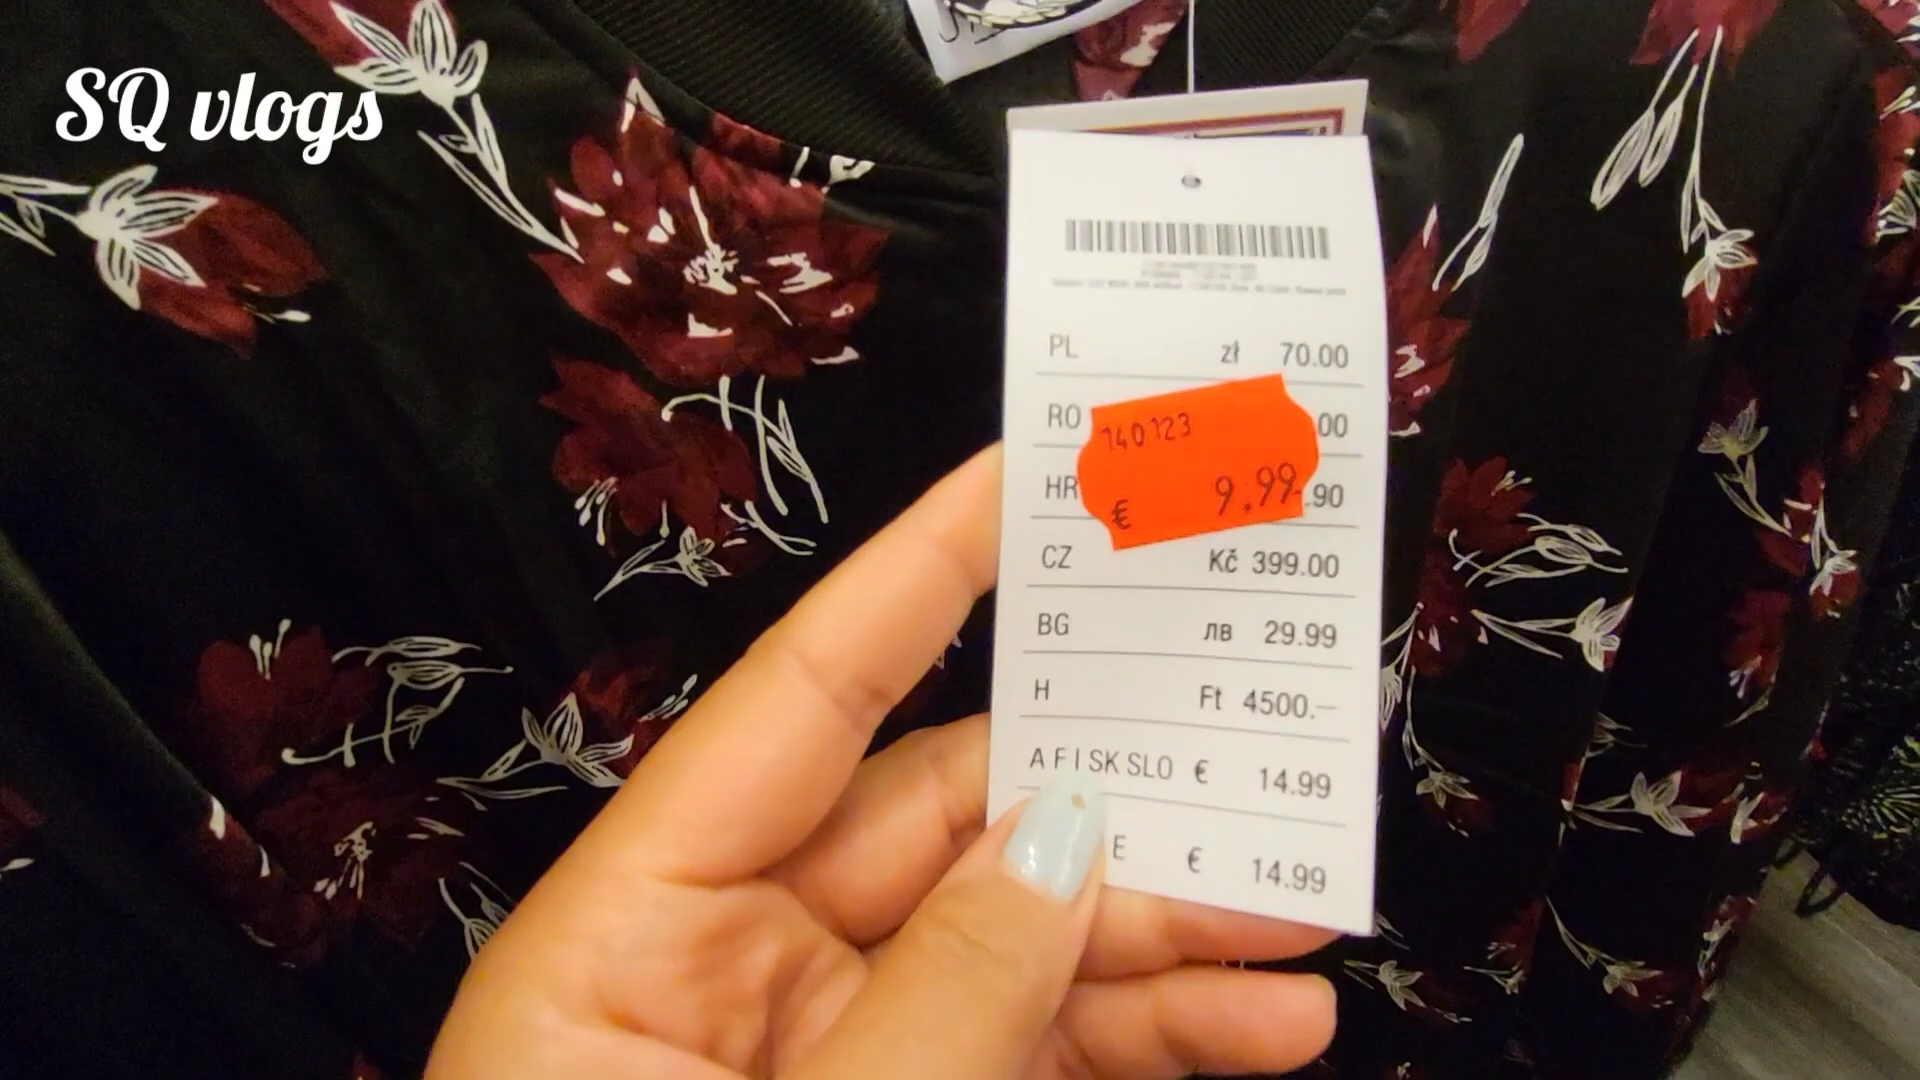 SQ vlogs
PL zł 70.00
RO .00
140123
HR .90
€ 9.99
CZ Kč 399.00
BG лв 29.99
H Ft 4500.—
A F I SK SLO € 14.99
E € 14.99